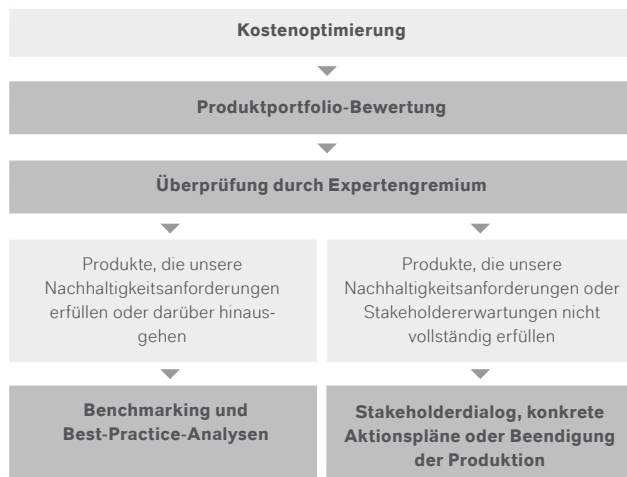 Kostenoptimierung
Produktportfolio-Bewertung
Überprüfung durch Expertengremium
Produkte, die unsere
Nachhaltigkeitsanforderungen
erfüllen oder darüber hinaus-
gehen
Produkte, die unsere
Nachhaltigkeitsanforderungen oder
Stakeholdererwartungen nicht
vollständig erfüllen
Benchmarking und
Best-Practice-Analysen
Stakeholderdialog, konkrete
Aktionspläne oder Beendigung
der Produktion